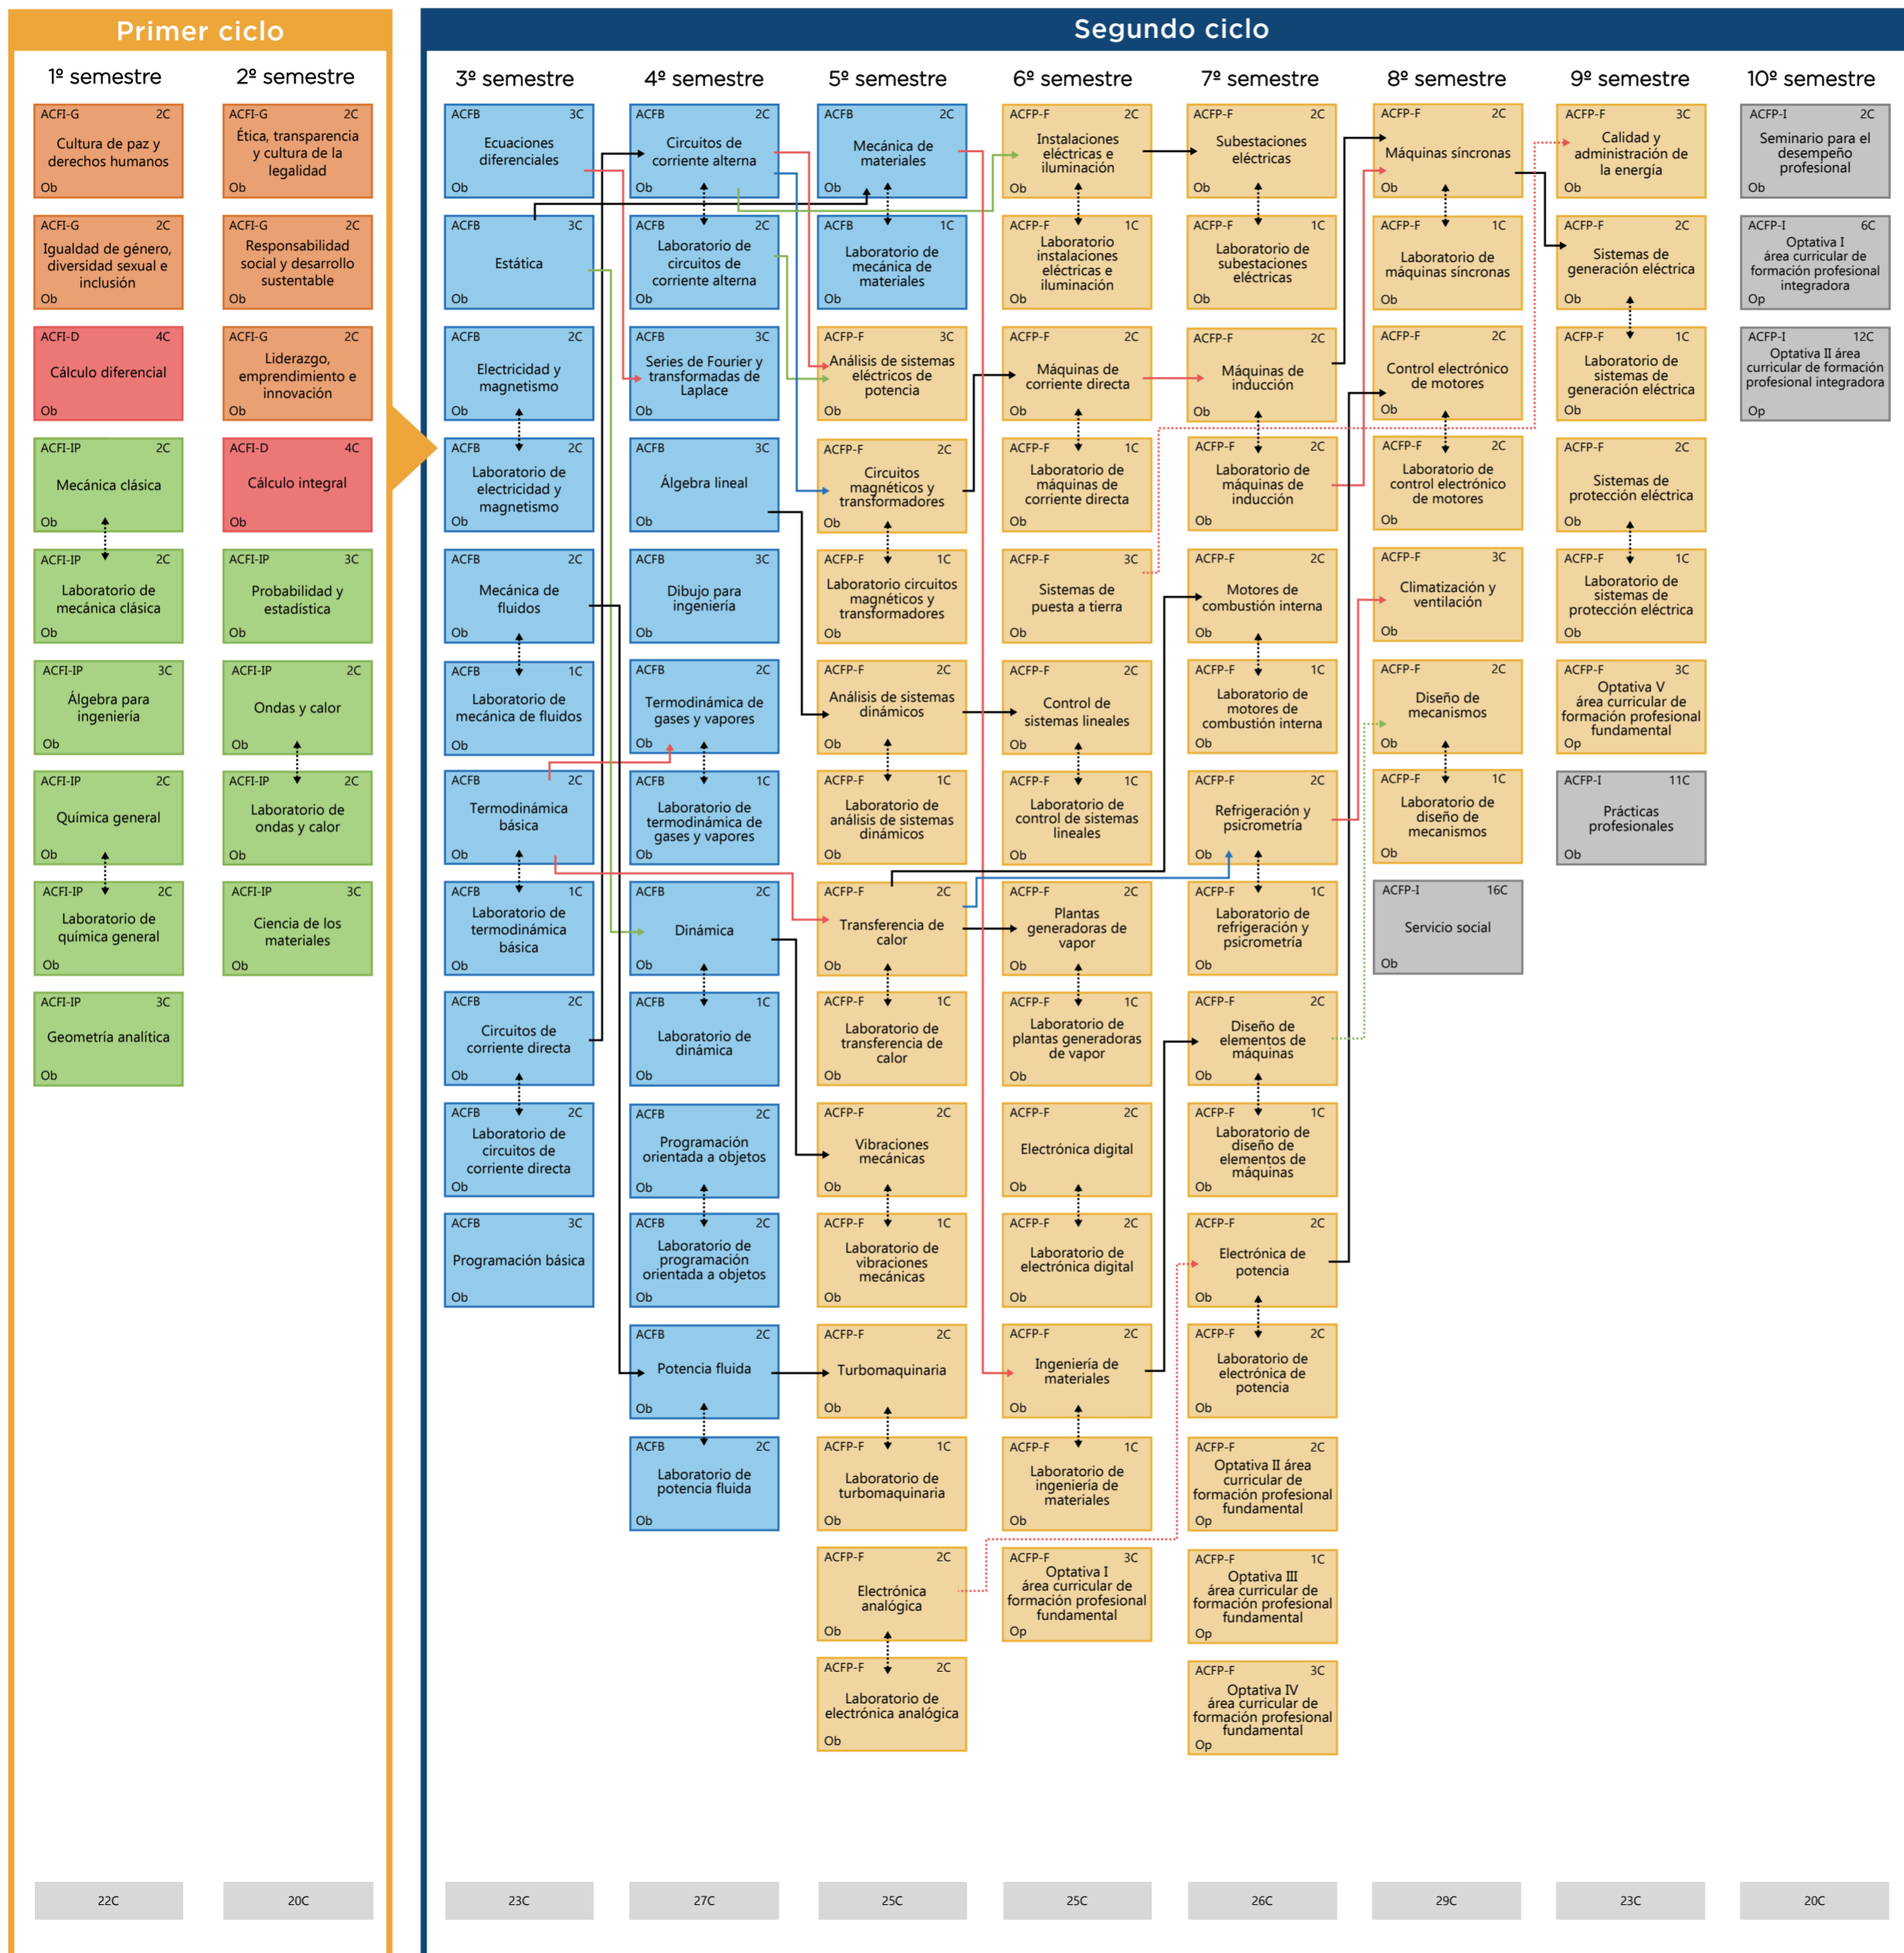 Primer ciclo
Segundo ciclo
1º semestre
ACFI-G 2C
Cultura de paz y
derechos humanos
Ob
ACFI-G 2C
Igualdad de género,
diversidad sexual e
inclusión
Ob
ACFI-D 4C
Cálculo diferencial
Ob
ACFI-IP 2C
Mecánica clásica
Ob
ACFI-IP 2C
Laboratorio de
mecánica clásica
Ob
ACFI-IP 3C
Álgebra para
ingeniería
Ob
ACFI-IP 2C
Química general
Ob
ACFI-IP 2C
Laboratorio de
química general
Ob
ACFI-IP 3C
Geometría analítica
Ob
22C
2º semestre
ACFI-G 2C
Ética, transparencia
y cultura de la
legalidad
Ob
ACFI-G 2C
Responsabilidad
social y desarrollo
sustentable
Ob
ACFI-G 2C
Liderazgo,
emprendimiento e
innovación
Ob
ACFI-D 4C
Cálculo integral
Ob
ACFI-IP 3C
Probabilidad y
estadística
Ob
ACFI-IP 2C
Ondas y calor
Ob
ACFI-IP 2C
Laboratorio de
ondas y calor
Ob
ACFI-IP 3C
Ciencia de los
materiales
Ob
20C
3º semestre
ACFB 3C
Ecuaciones
diferenciales
Ob
ACFB 3C
Estática
Ob
ACFB 2C
Electricidad y
magnetismo
Ob
ACFB 2C
Laboratorio de
electricidad y
magnetismo
Ob
ACFB 2C
Mecánica de
fluidos
Ob
ACFB 1C
Laboratorio de
mecánica de fluidos
Ob
ACFB 2C
Termodinámica
básica
Ob
ACFB 1C
Laboratorio de
termodinámica
básica
Ob
ACFB 2C
Circuitos de
corriente directa
Ob
ACFB 2C
Laboratorio de
circuitos de
corriente directa
Ob
ACFB 3C
Programación básica
Ob
23C
4º semestre
ACFB 2C
Circuitos de
corriente alterna
Ob
ACFB 2C
Laboratorio de
circuitos de
corriente alterna
Ob
ACFB 3C
Series de Fourier y
transformadas de
Laplace
Ob
ACFB 3C
Álgebra lineal
Ob
ACFB 3C
Dibujo para
ingeniería
Ob
ACFB 2C
Termodinámica de
gases y vapores
Ob
ACFB 1C
Laboratorio de
termodinámica de
gases y vapores
Ob
ACFB 2C
Dinámica
Ob
ACFB 1C
Laboratorio de
dinámica
Ob
ACFB 2C
Programación
orientada a objetos
Ob
ACFB 2C
Laboratorio de
programación
orientada a objetos
Ob
ACFB 2C
Potencia fluida
Ob
ACFB 2C
Laboratorio de
potencia fluida
Ob
27C
5º semestre
ACFB 2C
Mecánica de
materiales
Ob
ACFB 1C
Laboratorio de
mecánica de
materiales
Ob
ACFP-F 3C
Análisis de sistemas
eléctricos de
potencia
Ob
ACFP-F 2C
Circuitos
magnéticos y
transformadores
Ob
ACFP-F 1C
Laboratorio circuitos
magnéticos y
transformadores
Ob
ACFP-F 2C
Análisis de sistemas
dinámicos
Ob
ACFP-F 1C
Laboratorio de
análisis de sistemas
dinámicos
Ob
ACFP-F 2C
Transferencia de
calor
Ob
ACFP-F 1C
Laboratorio de
transferencia de
calor
Ob
ACFP-F 2C
Vibraciones
mecánicas
Ob
ACFP-F 1C
Laboratorio de
vibraciones
mecánicas
Ob
ACFP-F 2C
Turbomaquinaria
Ob
ACFP-F 1C
Laboratorio de
turbomaquinaria
Ob
ACFP-F 2C
Electrónica
analógica
Ob
ACFP-F 2C
Laboratorio de
electrónica analógica
Ob
25C
6º semestre
ACFP-F 2C
Instalaciones
eléctricas e
iluminación
Ob
ACFP-F 1C
Laboratorio
instalaciones
eléctricas e
iluminación
Ob
ACFP-F 2C
Máquinas de
corriente directa
Ob
ACFP-F 1C
Laboratorio de
máquinas de
corriente directa
Ob
ACFP-F 3C
Sistemas de
puesta a tierra
Ob
ACFP-F 2C
Control de
sistemas lineales
Ob
ACFP-F 1C
Laboratorio de
control de sistemas
lineales
Ob
ACFP-F 2C
Plantas
generadoras de
vapor
Ob
ACFP-F 1C
Laboratorio de
plantas generadoras
de vapor
Ob
ACFP-F 2C
Electrónica digital
Ob
ACFP-F 2C
Laboratorio de
electrónica digital
Ob
ACFP-F 2C
Ingeniería de
materiales
Ob
ACFP-F 1C
Laboratorio de
ingeniería de
materiales
Ob
ACFP-F 3C
Optativa I
área curricular de
formación profesional
fundamental
Op
25C
7º semestre
ACFP-F 2C
Subestaciones
eléctricas
Ob
ACFP-F 1C
Laboratorio de
subestaciones
eléctricas
Ob
ACFP-F 2C
Máquinas de
inducción
Ob
ACFP-F 2C
Laboratorio de
máquinas de
inducción
Ob
ACFP-F 2C
Motores de
combustión interna
Ob
ACFP-F 1C
Laboratorio de
motores de
combustión interna
Ob
ACFP-F 2C
Refrigeración y
psicrometría
Ob
ACFP-F 1C
Laboratorio de
refrigeración y
psicrometría
Ob
ACFP-F 2C
Diseño de
elementos de
máquinas
Ob
ACFP-F 1C
Laboratorio de
diseño de
elementos de
máquinas
Ob
ACFP-F 2C
Electrónica de
potencia
Ob
ACFP-F 2C
Laboratorio de
electrónica de
potencia
Ob
ACFP-F 2C
Optativa II área
curricular de
formación profesional
fundamental
Op
ACFP-F 1C
Optativa III
área curricular de
formación profesional
fundamental
Op
ACFP-F 3C
Optativa IV
área curricular de
formación profesional
fundamental
Op
26C
8º semestre
ACFP-F 2C
Máquinas síncronas
Ob
ACFP-F 1C
Laboratorio de
máquinas síncronas
Ob
ACFP-F 2C
Control electrónico
de motores
Ob
ACFP-F 2C
Laboratorio de
control electrónico
de motores
Ob
ACFP-F 3C
Climatización y
ventilación
Ob
ACFP-F 2C
Diseño de
mecanismos
Ob
ACFP-F 1C
Laboratorio de
diseño de
mecanismos
Ob
ACFP-I 16C
Servicio social
Ob
29C
9º semestre
ACFP-F 3C
Calidad y
administración de
la energía
Ob
ACFP-F 2C
Sistemas de
generación eléctrica
Ob
ACFP-F 1C
Laboratorio de
sistemas de
generación eléctrica
Ob
ACFP-F 2C
Sistemas de
protección eléctrica
Ob
ACFP-F 1C
Laboratorio de
sistemas de
protección eléctrica
Ob
ACFP-F 3C
Optativa V
área curricular de
formación profesional
fundamental
Op
ACFP-I 11C
Prácticas
profesionales
Ob
23C
10º semestre
ACFP-I 2C
Seminario para el
desempeño
profesional
Ob
ACFP-I 6C
Optativa I
área curricular de
formación profesional
integradora
Op
ACFP-I 12C
Optativa II área
curricular de formación
profesional integradora
Op
20C